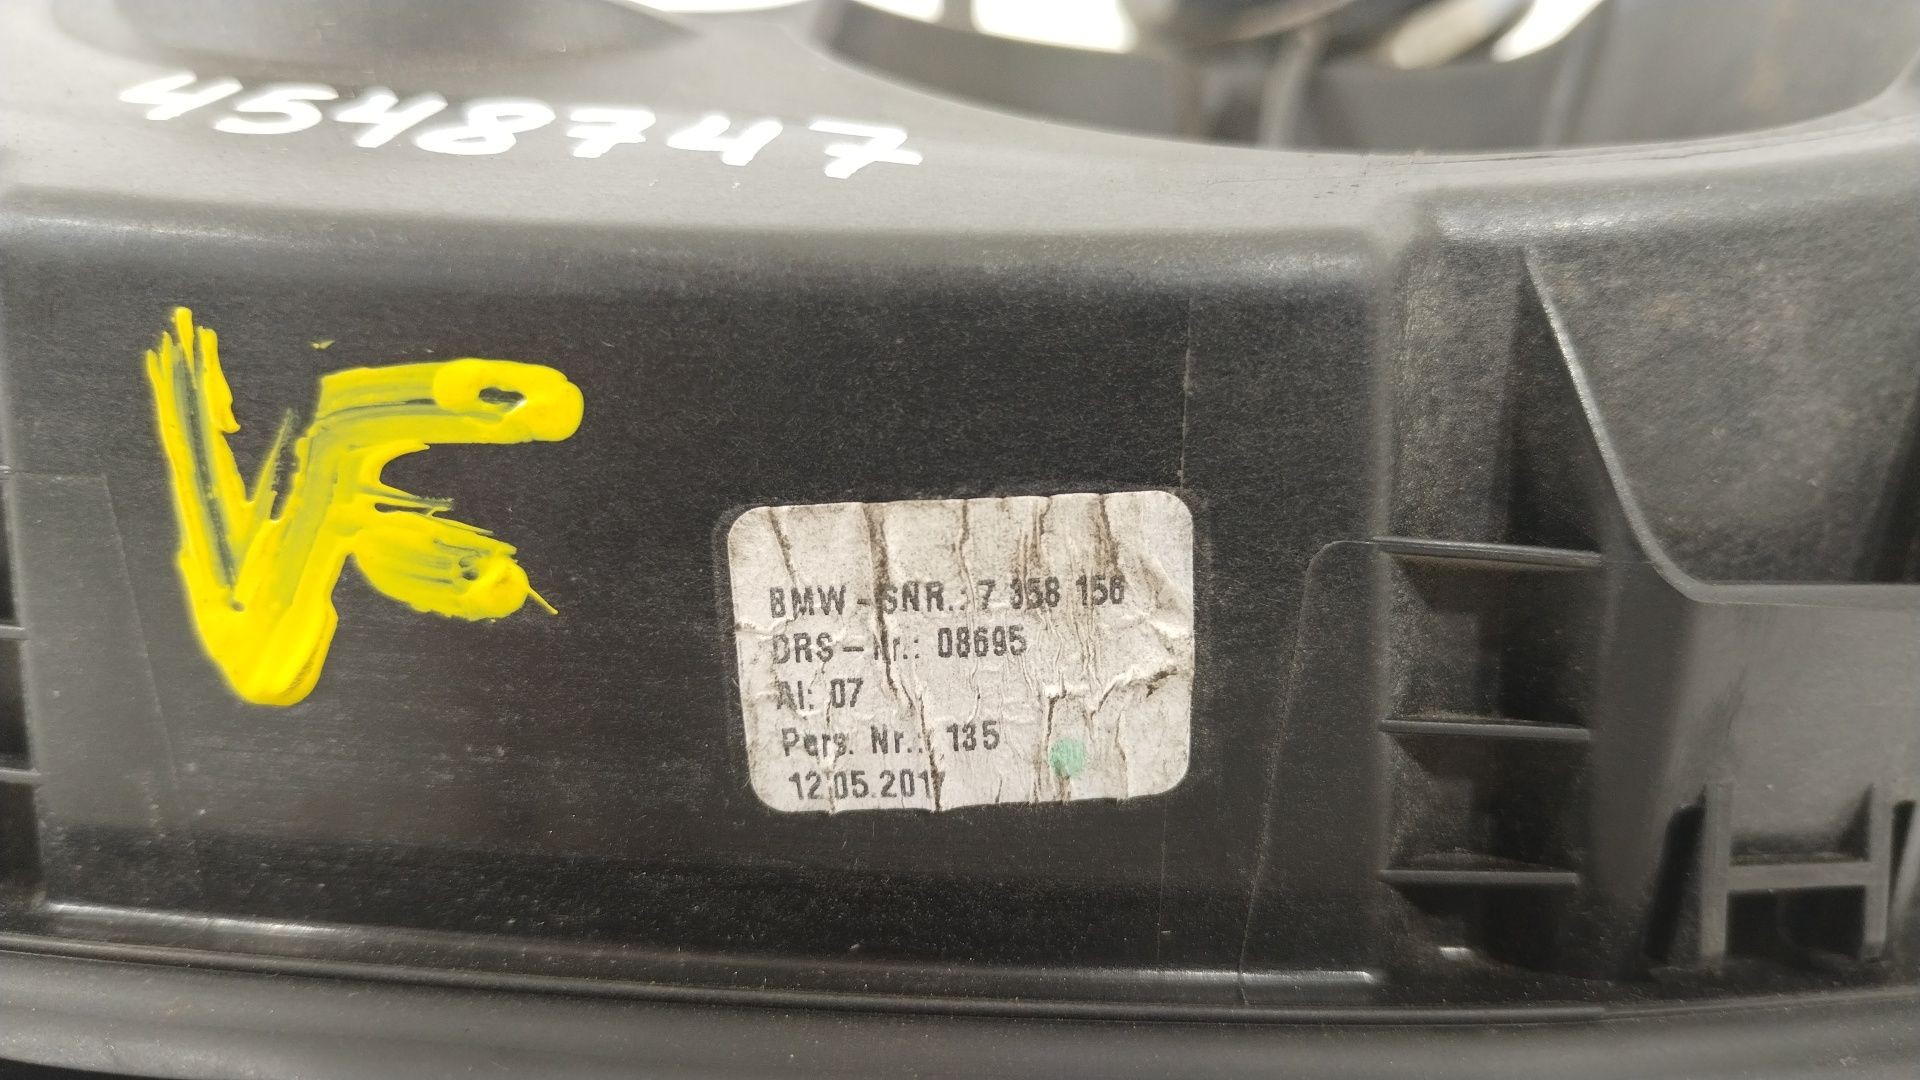 4548747
VF
BMW-SNR.: 7 358 156
DRS-Nr.: 08695
AI: 07
Pers. Nr.: 135
12.05.2017